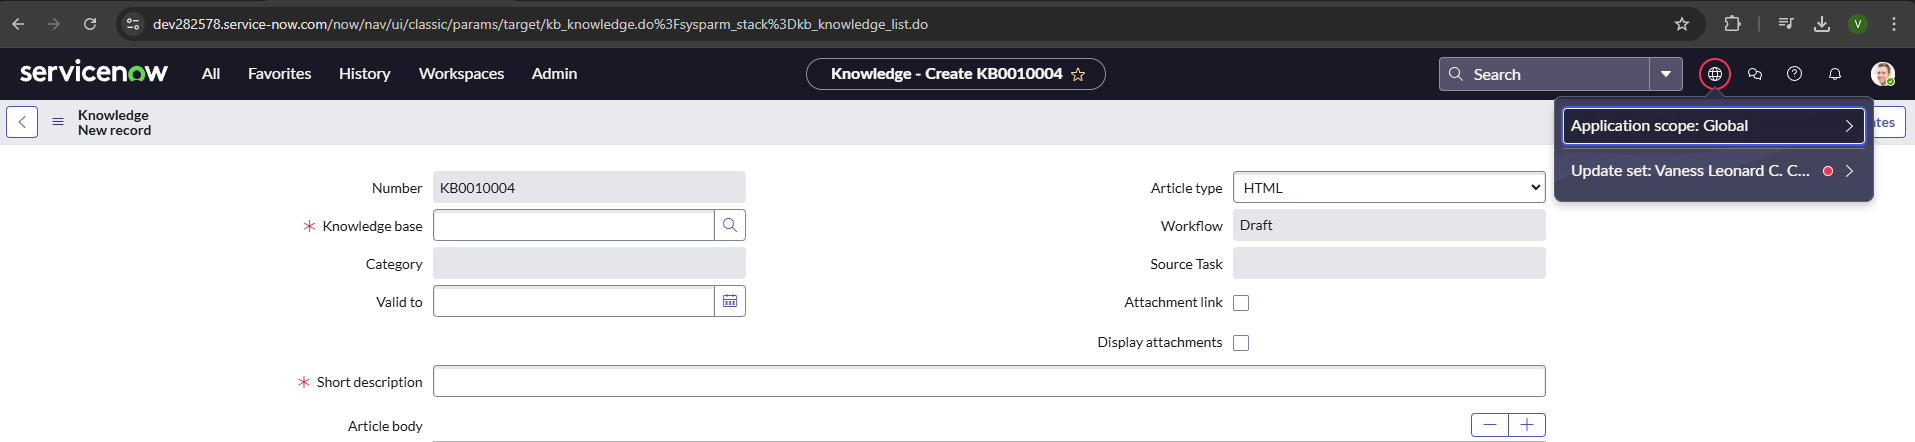 dev282578.service-now.com/now/nav/ui/classic/params/target/kb_knowledge.do%3Fsysparm_stack%3Dkb_knowledge_list.do
V
servicenow All Favorites History Workspaces Admin Knowledge - Create KB0010004 Search
Knowledge
New record
Application scope: Global
Update set: Vaness Leonard C. C...
Number KB0010004 Article type HTML
Knowledge base Workflow Draft
Category Source Task
Valid to Attachment link
Display attachments
Short description
Article body